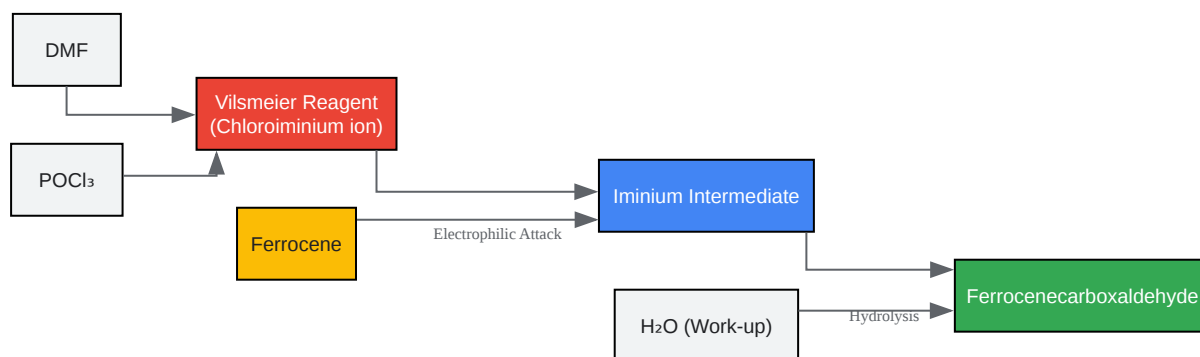 DMF
Vilsmeier Reagent
(Chloroiminium ion)
POCl₃
Iminium Intermediate
Ferrocene
Electrophilic Attack
Ferrocenecarboxaldehyde
H₂O (Work-up)
Hydrolysis